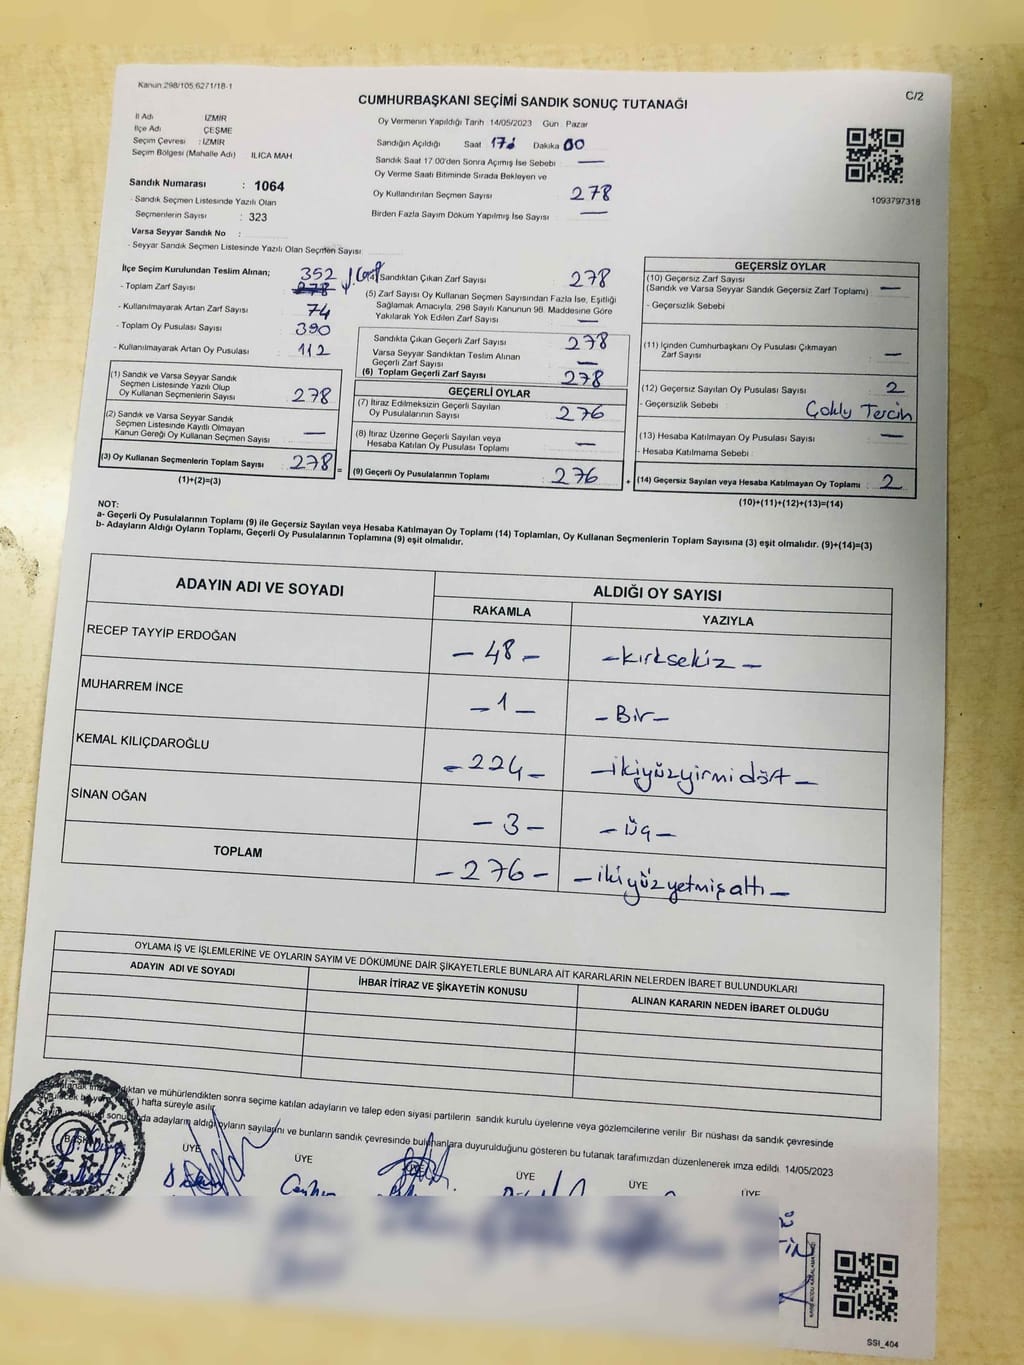 Kanun:298/105;6271/18-1
C/2
CUMHURBAŞKANI SEÇİMİ SANDIK SONUÇ TUTANAĞI
İl Adı İZMİR
İlçe Adı ÇEŞME
Seçim Çevresi : İZMİR
Seçim Bölgesi (Mahalle Adı) ILICA MAH
Sandık Numarası : 1064
- Sandık Seçmen Listesinde Yazılı Olan
Seçmenlerin Sayısı : 323
Varsa Seyyar Sandık No :
- Seyyar Sandık Seçmen Listesinde Yazılı Olan Seçmen Sayısı
Oy Vermenin Yapıldığı Tarih 14/05/2023 Gün Pazar
Sandığın Açıldığı Saat Dakika 00
Sandık Saat 17.00'den Sonra Açımış İse Sebebi —
Oy Verme Saati Bitiminde Sırada Bekleyen ve
Oy Kullandırılan Seçmen Sayısı 278
Birden Fazla Sayım Döküm Yapılmış İse Sayısı —
1093797318
İlçe Seçim Kurulundan Teslim Alınan; 352
- Toplam Zarf Sayısı 278
- Kullanılmayarak Artan Zarf Sayısı 74
- Toplam Oy Pusulası Sayısı 390
- Kullanılmayarak Artan Oy Pusulası 112
(1) Sandık ve Varsa Seyyar Sandık
Seçmen Listesinde Yazılı Olup
Oy Kullanan Seçmenlerin Sayısı 278
(2) Sandık ve Varsa Seyyar Sandık
Seçmen Listesinde Kayıtlı Olmayan
Kanun Gereği Oy Kullanan Seçmen Sayısı —
(3) Oy Kullanan Seçmenlerin Toplam Sayısı 278 =
(1)+(2)=(3)
(4) Sandıktan Çıkan Zarf Sayısı 278
(5) Zarf Sayısı Oy Kullanan Seçmen Sayısından Fazla İse, Eşitliği
Sağlamak Amacıyla, 298 Sayılı Kanunun 98. Maddesine Göre
Yakılarak Yok Edilen Zarf Sayısı —
Sandıkta Çıkan Geçerli Zarf Sayısı 278
Varsa Seyyar Sandıktan Teslim Alınan
Geçerli Zarf Sayısı —
(6) Toplam Geçerli Zarf Sayısı 278
GEÇERLİ OYLAR
(7) İtiraz Edilmeksizin Geçerli Sayılan
Oy Pusulalarının Sayısı 276
(8) İtiraz Üzerine Geçerli Sayılan veya
Hesaba Katılan Oy Pusulası Toplamı —
(9) Geçerli Oy Pusulalarının Toplamı 276 +
GEÇERSİZ OYLAR
(10) Geçersiz Zarf Sayısı
(Sandık ve Varsa Seyyar Sandık Geçersiz Zarf Toplamı) —
- Geçersizlik Sebebi
(11) İçinden Cumhurbaşkanı Oy Pusulası Çıkmayan
Zarf Sayısı —
(12) Geçersiz Sayılan Oy Pusulası Sayısı 2
- Geçersizlik Sebebi Çoklu Tercih
(13) Hesaba Katılmayan Oy Pusulası Sayısı —
- Hesaba Katılmama Sebebi
(14) Geçersiz Sayılan veya Hesaba Katılmayan Oy Toplamı : 2
(10)+(11)+(12)+(13)=(14)
NOT:
a- Geçerli Oy Pusulalarının Toplamı (9) ile Geçersiz Sayılan veya Hesaba Katılmayan Oy Toplamı (14) Toplamları, Oy Kullanan Seçmenlerin Toplam Sayısına (3) eşit olmalıdır. (9)+(14)=(3)
b- Adayların Aldığı Oyların Toplamı, Geçerli Oy Pusulalarının Toplamına (9) eşit olmalıdır.
ADAYIN ADI VE SOYADI
ALDIĞI OY SAYISI
RAKAMLA YAZIYLA
RECEP TAYYİP ERDOĞAN – 48 – – kırksekiz –
MUHARREM İNCE – 1 – – Bir –
KEMAL KILIÇDAROĞLU – 224 – – ikiyüzyirmidört –
SİNAN OĞAN – 3 – – Üç –
TOPLAM – 276 – – ikiyüzyetmişaltı –
OYLAMA İŞ VE İŞLEMLERİNE VE OYLARIN SAYIM VE DÖKÜMÜNE DAİR ŞİKAYETLERLE BUNLARA AİT KARARLARIN NELERDEN İBARET BULUNDUKLARI
ADAYIN ADI VE SOYADI İHBAR İTİRAZ VE ŞİKAYETİN KONUSU ALINAN KARARIN NEDEN İBARET OLDUĞU
ve mühürlendikten sonra seçime katılan adayların ve talep eden siyasi partilerin sandık kurulu üyelerine veya gözlemcilerine verilir Bir nüshası da sandık çevresinde
) hafta süreyle asılır
adayların aldığı oyların sayılarını ve bunların sandık çevresinde bulunanlara duyurulduğunu gösteren bu tutanak tarafımızdan düzenlenerek imza edildi. 14/05/2023
BAŞKAN ÜYE ÜYE ÜYE ÜYE ÜYE ÜYE
SSI_404